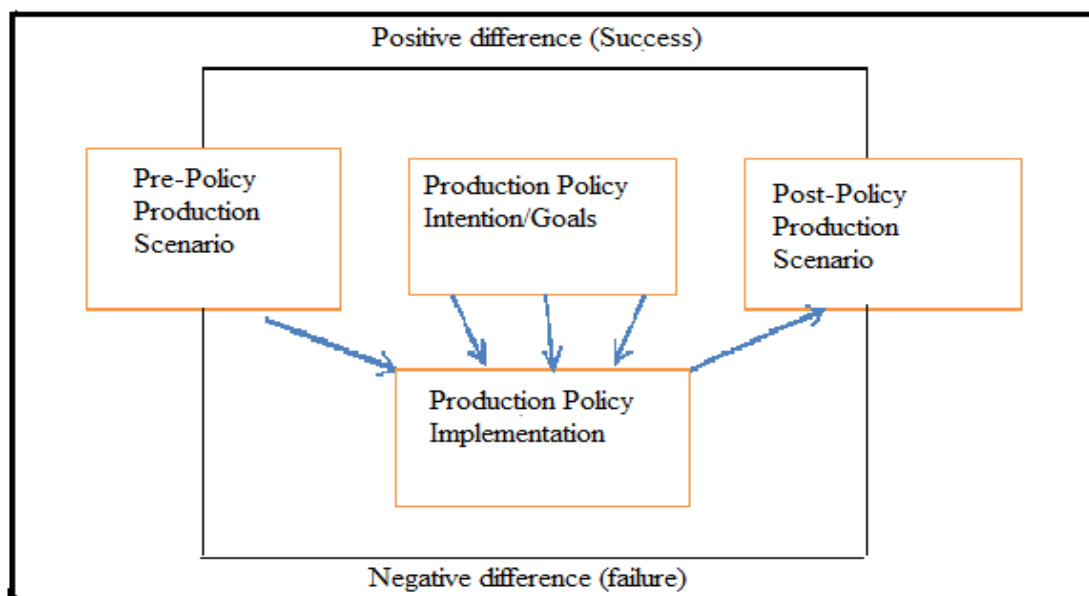 Positive difference (Success)
Pre-Policy
Production
Scenario
Production Policy
Intention/Goals
Post-Policy
Production
Scenario
Production Policy
Implementation
Negative difference (failure)